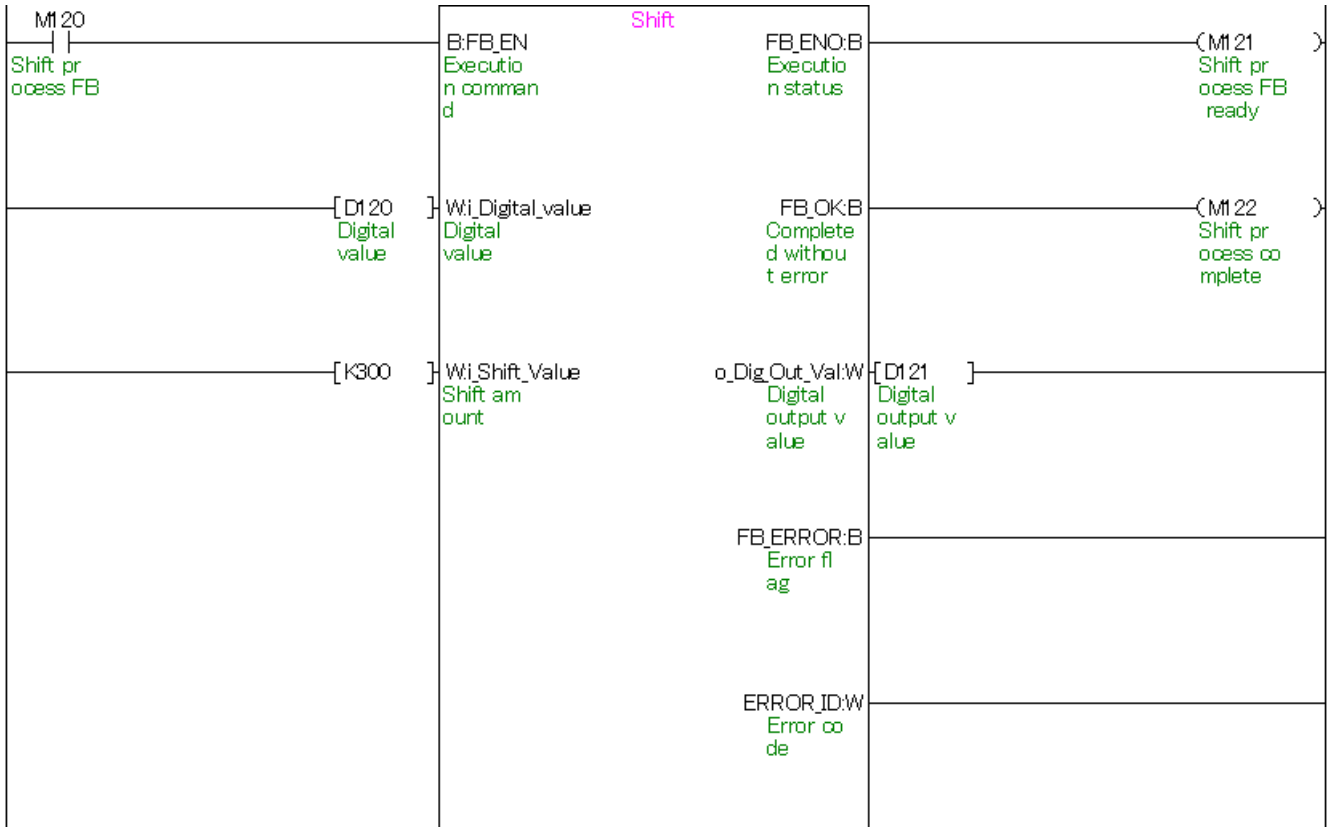 M120
Shift
B:FB_EN
FB_ENO:B
(M121 )
Shift pr
ocess FB
Executio
n comman
d
Executio
n status
Shift pr
ocess FB
ready
[D120 ]
W:i_Digital_value
FB_OK:B
(M122 )
Digital
value
Digital
value
Complete
d withou
t error
Shift pr
ocess co
mplete
[K300 ]
W:i_Shift_Value
o_Dig_Out_Val:W
[D121 ]
Shift am
ount
Digital
output v
alue
Digital
output v
alue
FB_ERROR:B
Error fl
ag
ERROR_ID:W
Error co
de